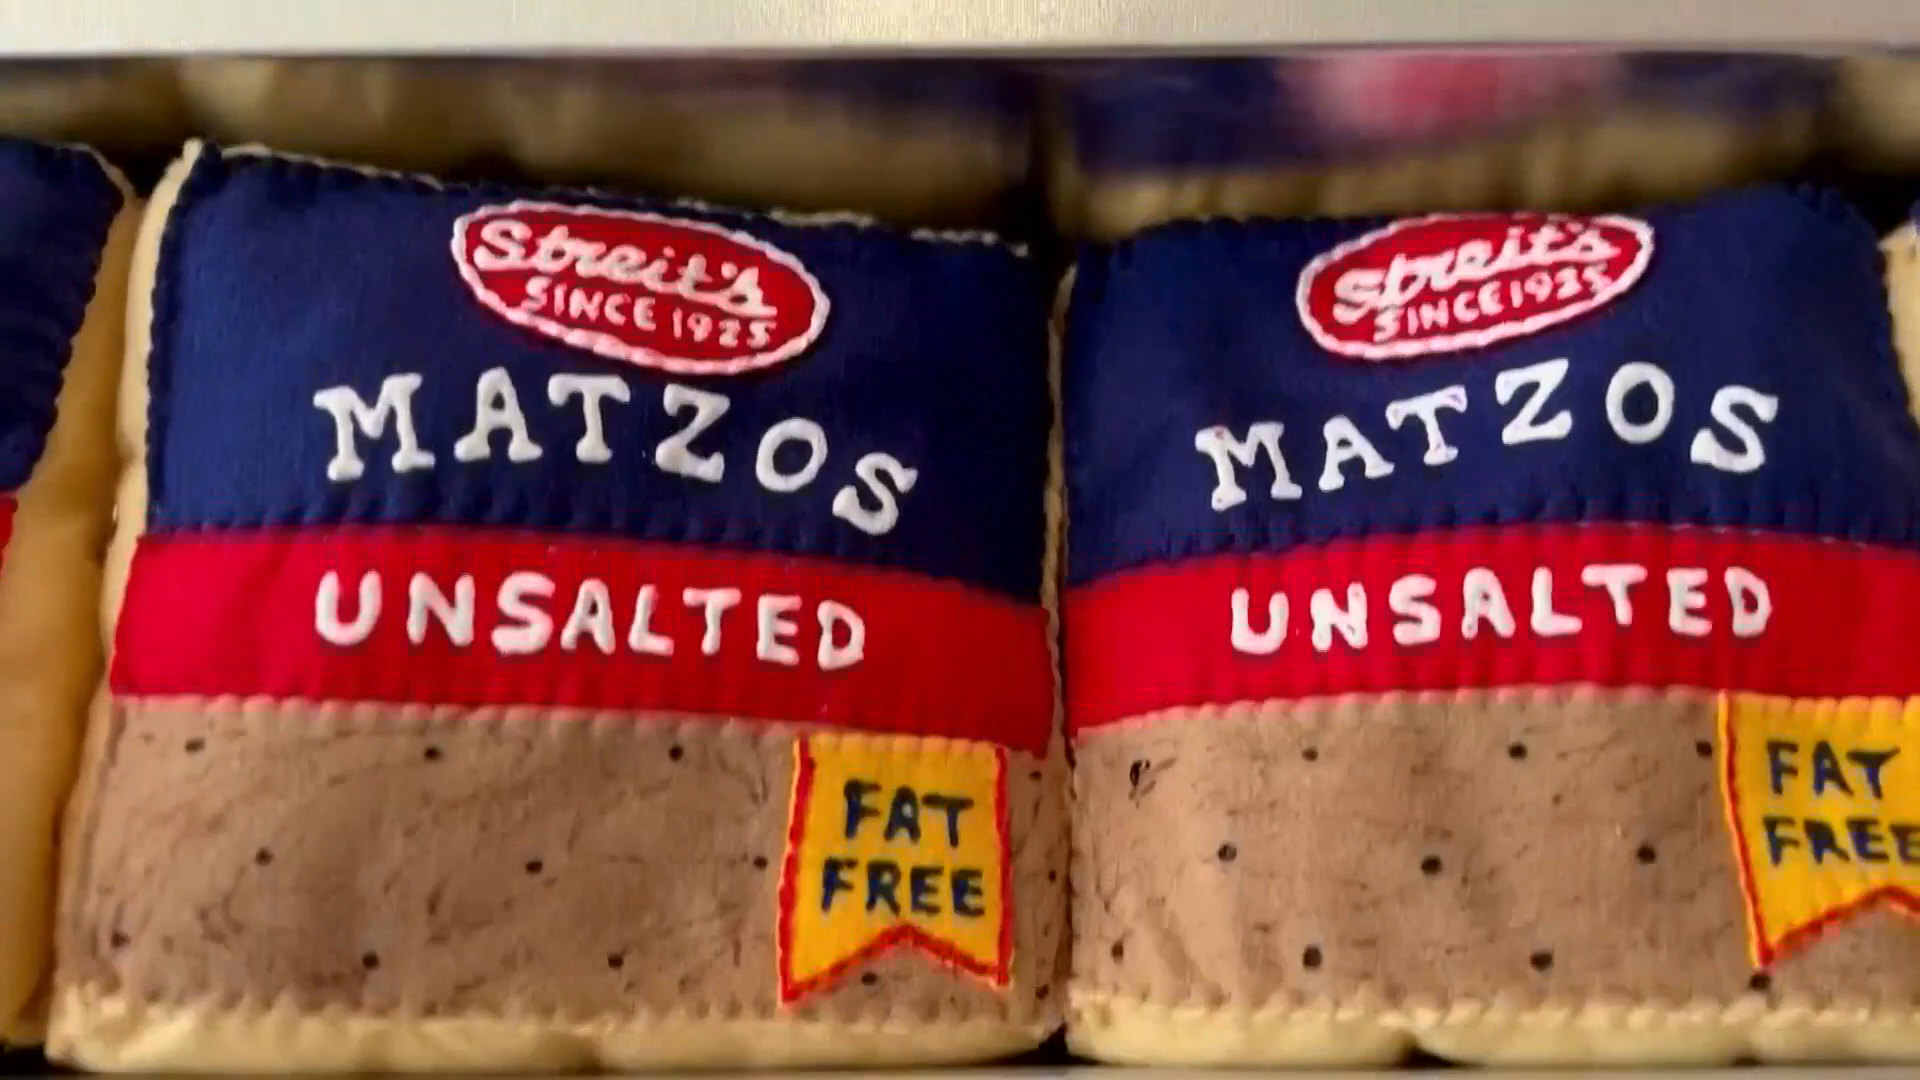 Streit's
SINCE 1925
MATZOS
UNSALTED
FAT
FREE
Streit's
SINCE 1925
MATZOS
UNSALTED
FAT
FREE